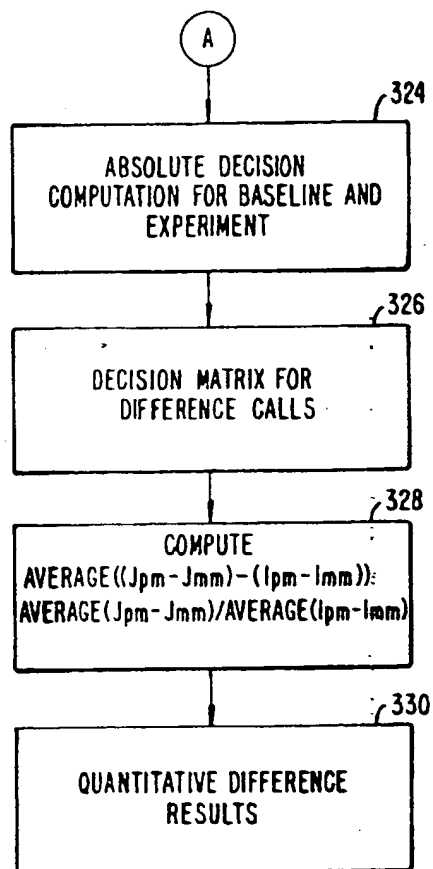 A
324
ABSOLUTE DECISION
COMPUTATION FOR BASELINE AND
EXPERIMENT
326
DECISION MATRIX FOR
DIFFERENCE CALLS
328
COMPUTE
AVERAGE((Jpm-Jmm)-(Ipm-Imm)):
AVERAGE(Jpm-Jmm)/AVERAGE(Ipm-Imm)
330
QUANTITATIVE DIFFERENCE
RESULTS